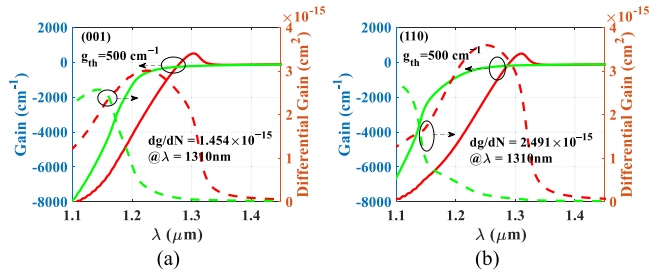 ×10⁻¹⁵
×10⁻¹⁵
2000
(001)
4
2000
(110)
4
g_th=500 cm⁻¹
g_th=500 cm⁻¹
0
0
3
3
-2000
-2000
Gain (cm⁻¹)
Differential Gain (cm²)
Gain (cm⁻¹)
Differential Gain (cm²)
2
2
-4000
-4000
dg/dN = 1.454×10⁻¹⁵
@λ = 1310nm
dg/dN = 2.491×10⁻¹⁵
@λ = 1310nm
1
1
-6000
-6000
-8000
0
-8000
0
1.1 1.2 1.3 1.4
1.1 1.2 1.3 1.4
λ (μm)
λ (μm)
(a)
(b)